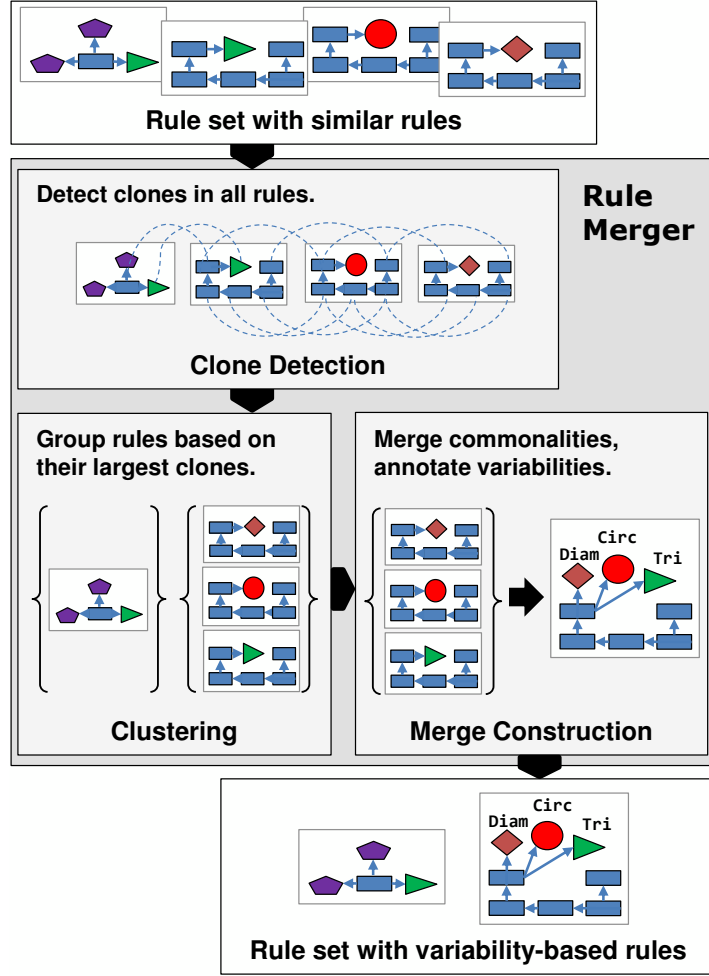 Rule set with similar rules
Detect clones in all rules.
Rule
Merger
Clone Detection
Group rules based on
their largest clones.
Clustering
Merge commonalities,
annotate variabilities.
Circ
Diam
Tri
Merge Construction
Circ
Diam
Tri
Rule set with variability-based rules